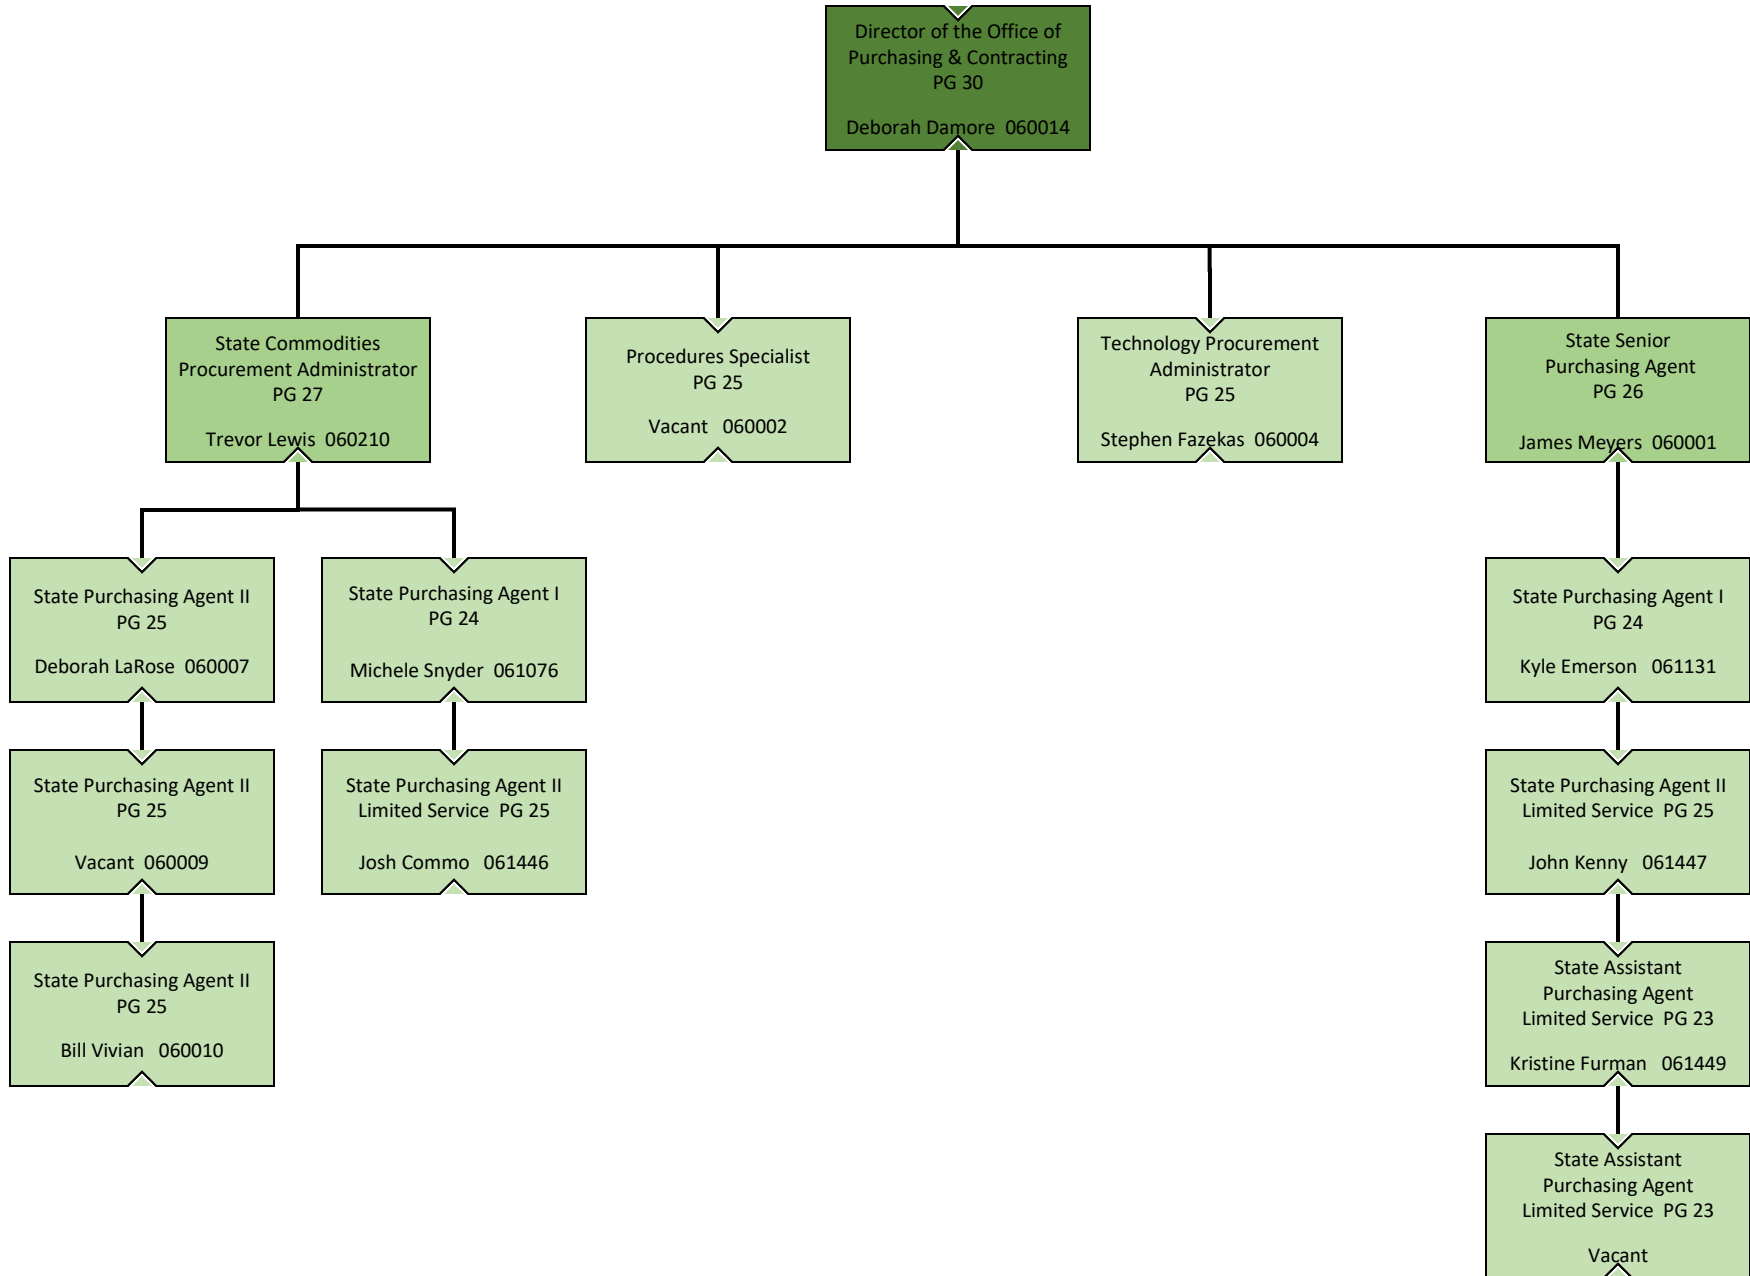 Director of the Office of
Purchasing & Contracting
PG 30
Deborah Damore 060014
State Commodities
Procurement Administrator
PG 27
Trevor Lewis 060210
Procedures Specialist
PG 25
Vacant 060002
Technology Procurement
Administrator
PG 25
Stephen Fazekas 060004
State Senior
Purchasing Agent
PG 26
James Meyers 060001
State Purchasing Agent II
PG 25
Deborah LaRose 060007
State Purchasing Agent I
PG 24
Michele Snyder 061076
State Purchasing Agent I
PG 24
Kyle Emerson 061131
State Purchasing Agent II
PG 25
Vacant 060009
State Purchasing Agent II
Limited Service PG 25
Josh Commo 061446
State Purchasing Agent II
Limited Service PG 25
John Kenny 061447
State Purchasing Agent II
PG 25
Bill Vivian 060010
State Assistant
Purchasing Agent
Limited Service PG 23
Kristine Furman 061449
State Assistant
Purchasing Agent
Limited Service PG 23
Vacant